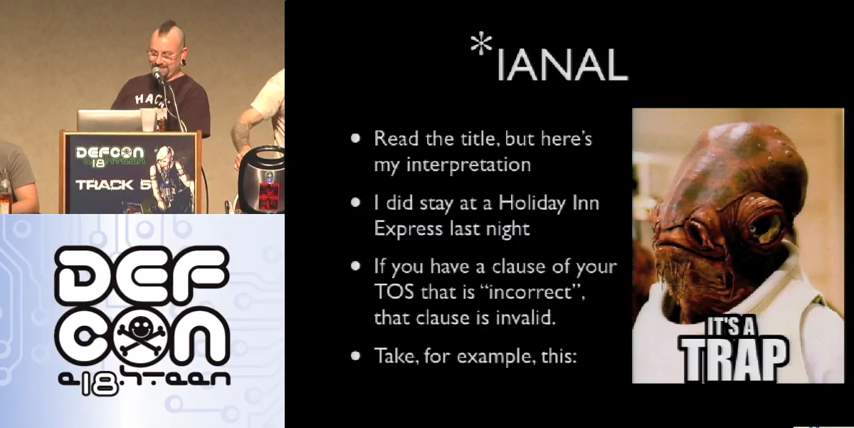 HAC
DEFCON
18
TRACK 5
DEF
CON
e18hteen
*IANAL
• Read the title, but here's
my interpretation
• I did stay at a Holiday Inn
Express last night
• If you have a clause of your
TOS that is “incorrect”,
that clause is invalid.
• Take, for example, this:
IT'S A
TRAP